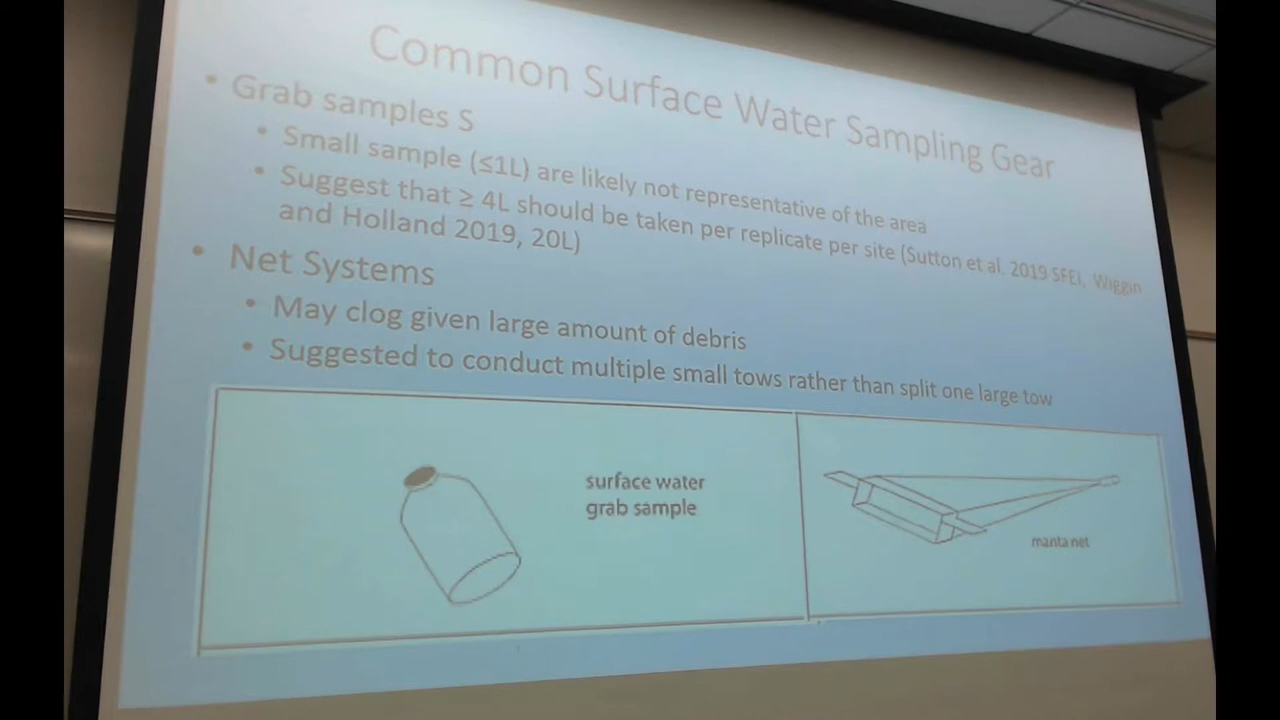 Common Surface Water Sampling Gear
• Grab samples S
• Small sample (≤1L) are likely not representative of the area
• Suggest that ≥ 4L should be taken per replicate per site (Sutton et al. 2019 SFEI, Wiggin
and Holland 2019, 20L)
• Net Systems
• May clog given large amount of debris
• Suggested to conduct multiple small tows rather than split one large tow
surface water
grab sample
manta net